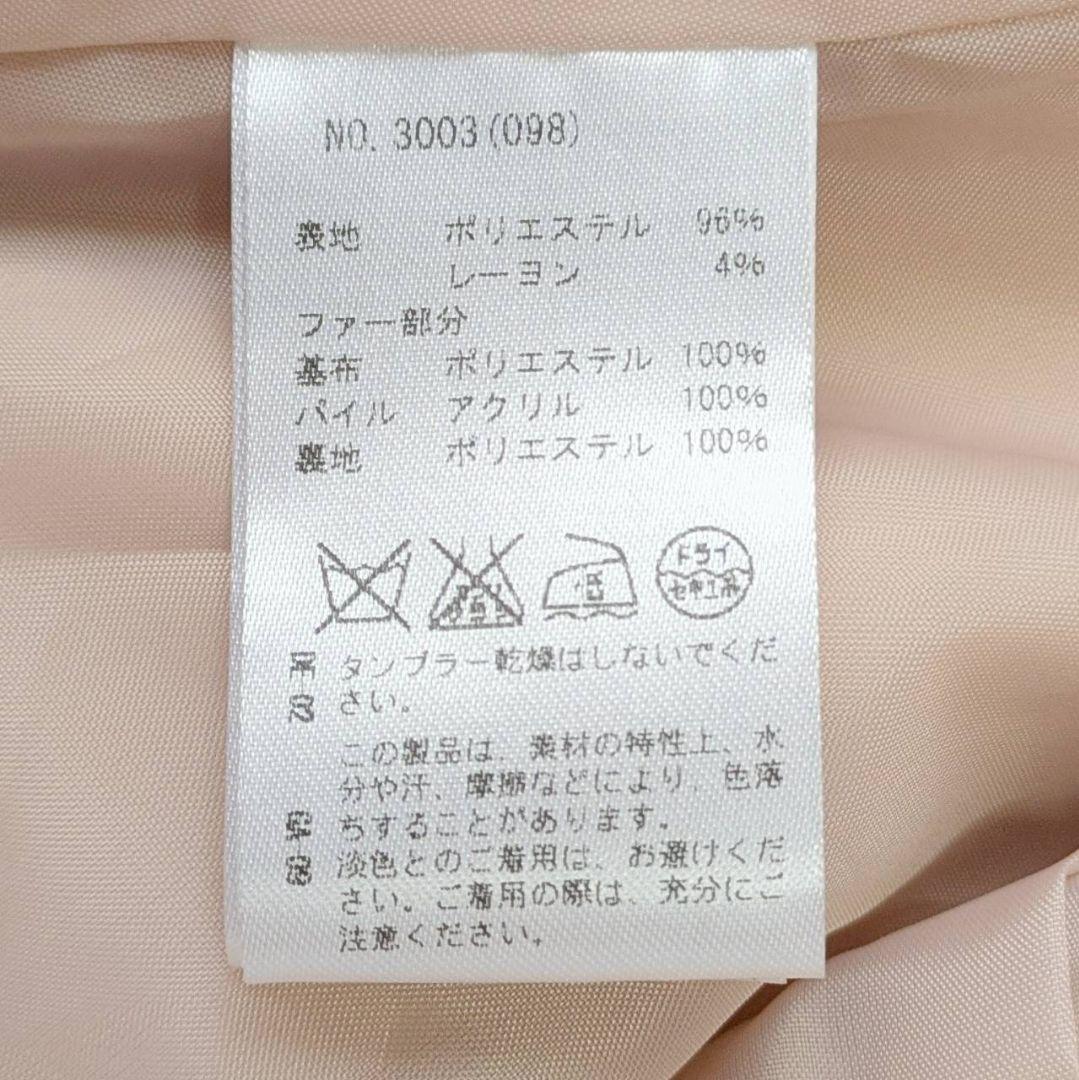 NO. 3003(098)
表地 ポリエステル 96%
レーヨン 4%
ファー部分
基布 ポリエステル 100%
パイル アクリル 100%
裏地 ポリエステル 100%
ドライ
セキユ系
低
タンブラー乾燥はしないでくだ
さい。
この製品は、素材の特性上、水
分や汗、摩擦などにより、色落
ちすることがあります。
淡色とのご着用は、お避けくだ
さい。ご着用の際は、充分にご
注意ください。